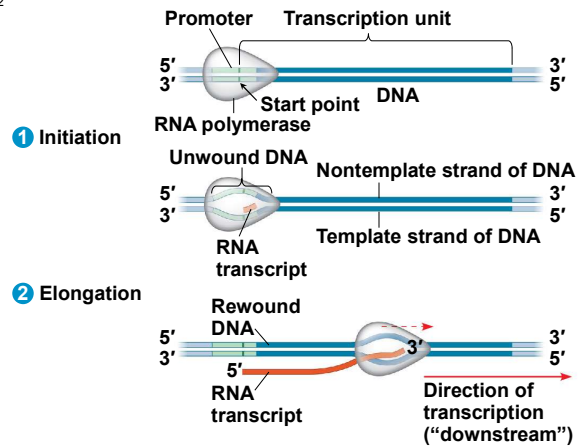 2
Promoter
Transcription unit
5′
3′
3′
5′
Start point
DNA
RNA polymerase
1 Initiation
Unwound DNA
Nontemplate strand of DNA
5′
3′
3′
5′
RNA
transcript
Template strand of DNA
2 Elongation
Rewound
DNA
5′
3′
3′
3′
5′
5′
RNA
transcript
Direction of
transcription
(“downstream”)